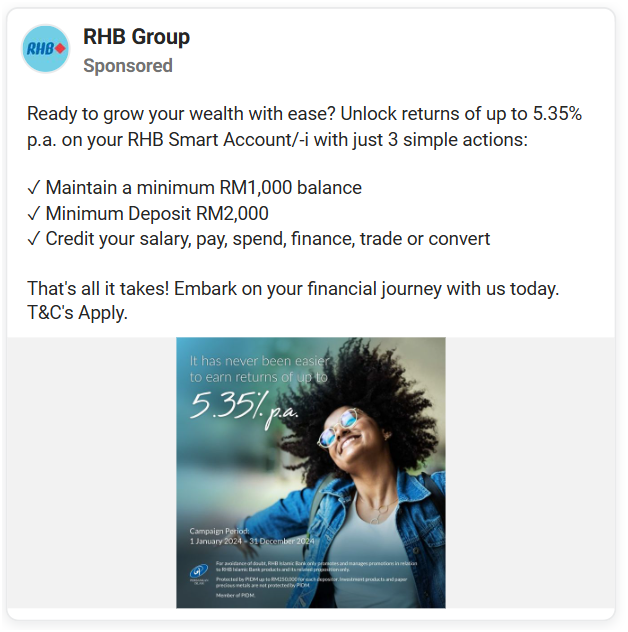 RHB
RHB Group
Sponsored
Ready to grow your wealth with ease? Unlock returns of up to 5.35%
p.a. on your RHB Smart Account/-i with just 3 simple actions:
✓ Maintain a minimum RM1,000 balance
✓ Minimum Deposit RM2,000
✓ Credit your salary, pay, spend, finance, trade or convert
That's all it takes! Embark on your financial journey with us today.
T&C's Apply.
It has never been easier
to earn returns of up to
5.35% p.a.
Campaign Period:
1 January 2024 – 31 December 2024
For avoidance of doubt, RHB Islamic Bank only promotes and manages promotions in relation
to RHB Islamic Bank products and its related proposition only.
Protected by PIDM up to RM250,000 for each depositor. Investment products and paper
precious metals are not protected by PIDM.
Member of PIDM.